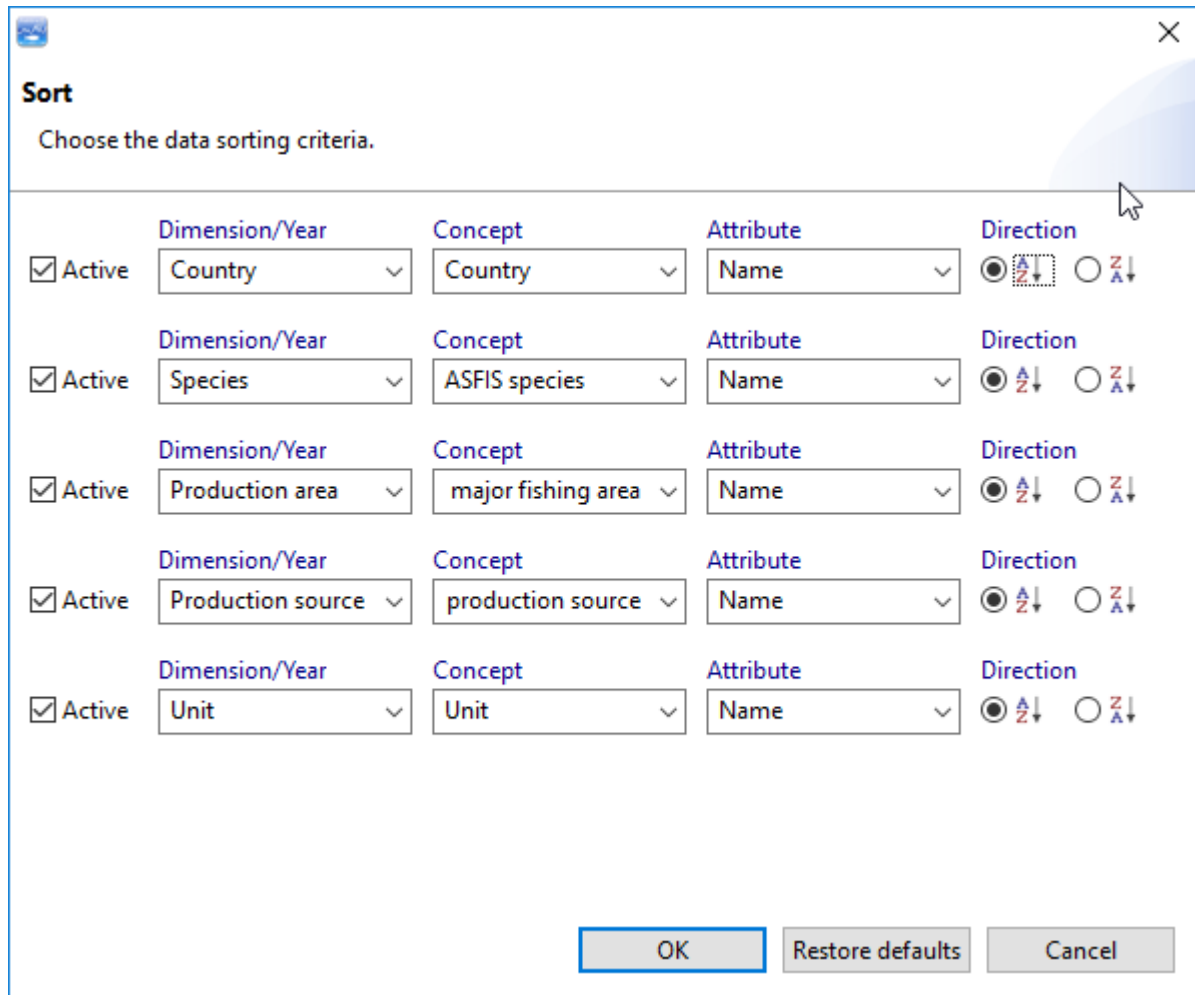 Sort
Choose the data sorting criteria.
Dimension/Year Concept Attribute Direction
Active Country Country Name A Z Z A
Dimension/Year Concept Attribute Direction
Active Species ASFIS species Name A Z Z A
Dimension/Year Concept Attribute Direction
Active Production area major fishing area Name A Z Z A
Dimension/Year Concept Attribute Direction
Active Production source production source Name A Z Z A
Dimension/Year Concept Attribute Direction
Active Unit Unit Name A Z Z A
OK Restore defaults Cancel